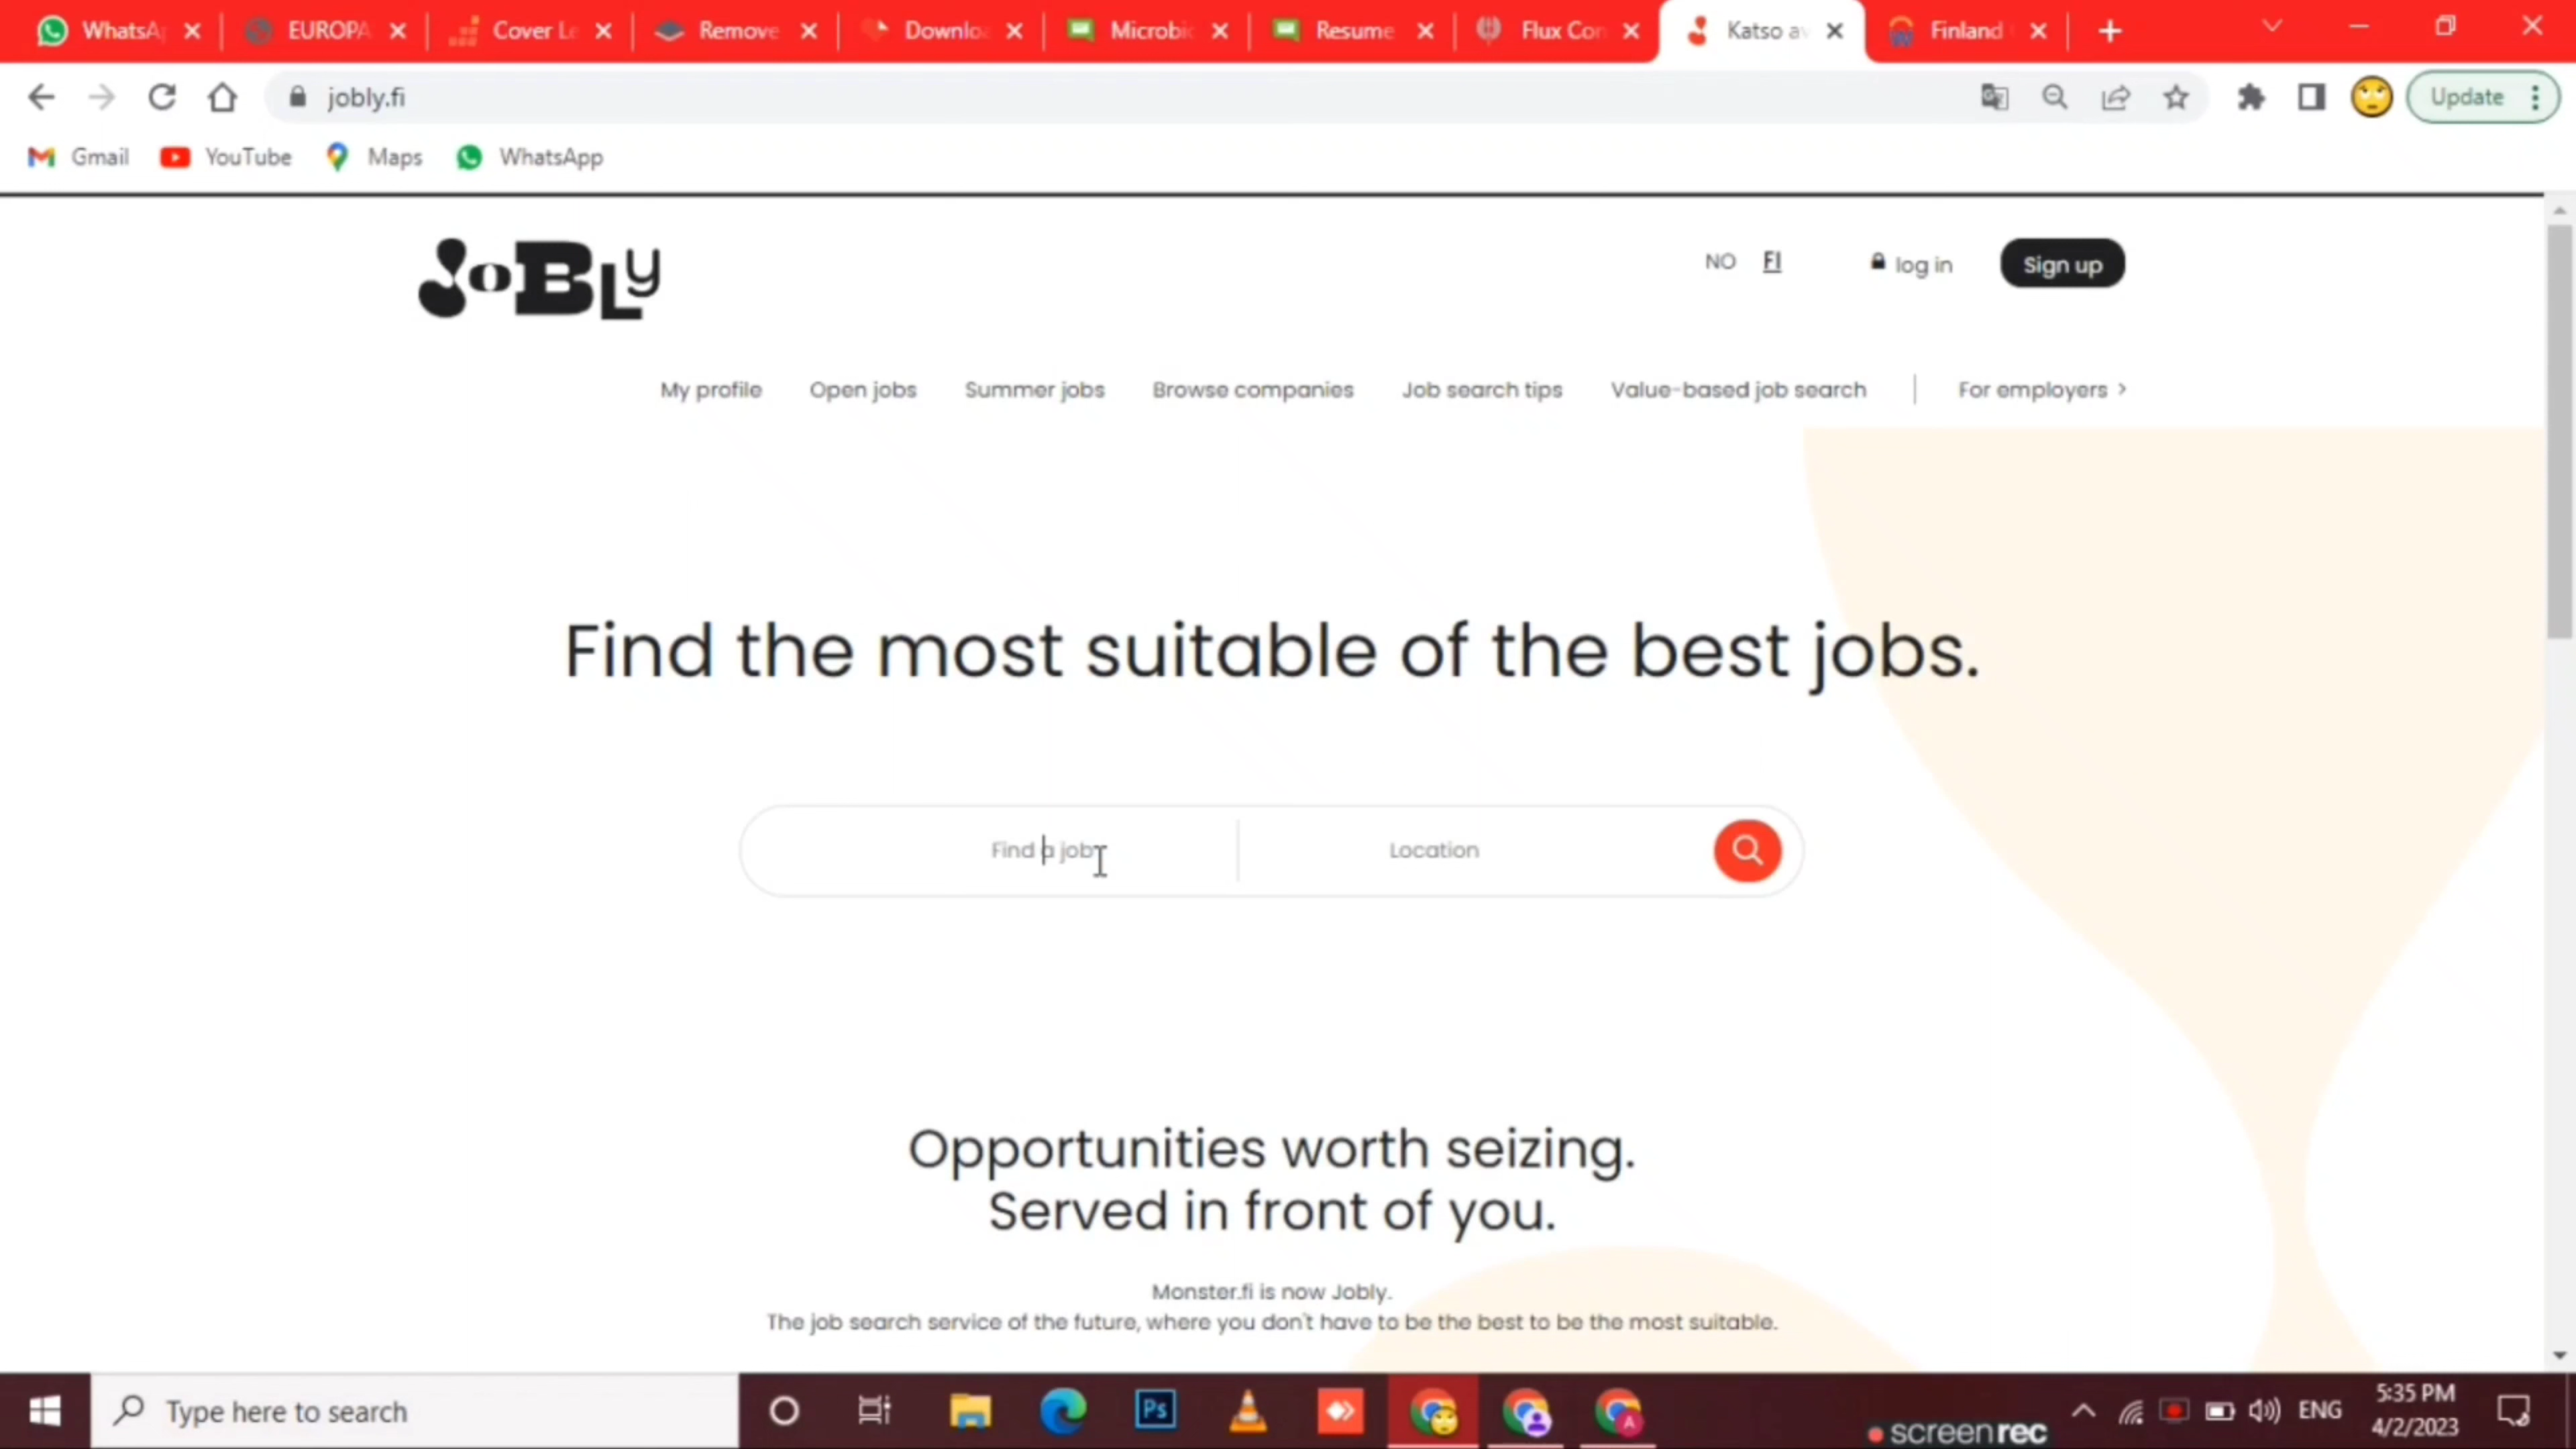 WhatsA
EUROPA
Cover Le
Remove
Downlo
Microbi
Resume
Flux Con
Katso av
Finland
jobly.fi
Update
Gmail
YouTube
Maps
WhatsApp
JOBLY
NO FI log in Sign up
My profile Open jobs Summer jobs Browse companies Job search tips Value-based job search For employers
Find the most suitable of the best jobs.
Find a job
Location
Opportunities worth seizing.
Served in front of you.
Monster.fi is now Jobly.
The job search service of the future, where you don't have to be the best to be the most suitable.
Type here to search
Ps
A
screenrec
ENG
5:35 PM
4/2/2023